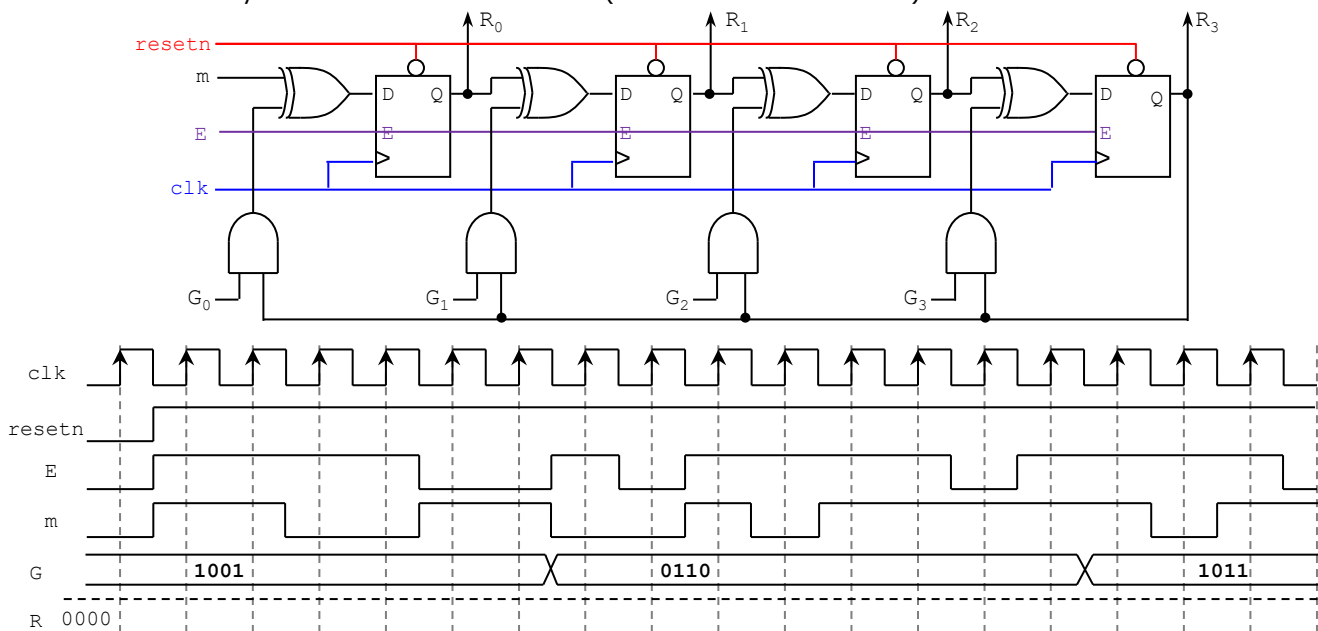 R0 R1 R2 R3
resetn
m
D Q D Q D Q D Q
E E E E E
clk
G0 G1 G2 G3
clk
resetn
E
m
G 1001 0110 1011
R 0000